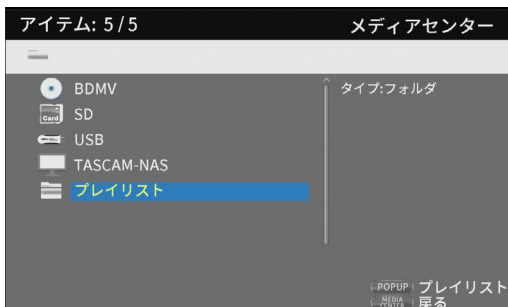 アイテム: 5/5 メディアセンター
BDMV タイプ:フォルダ
Card SD
USB
TASCAM-NAS
プレイリスト
POPUP プレイリスト
MEDIA CENTER 戻る